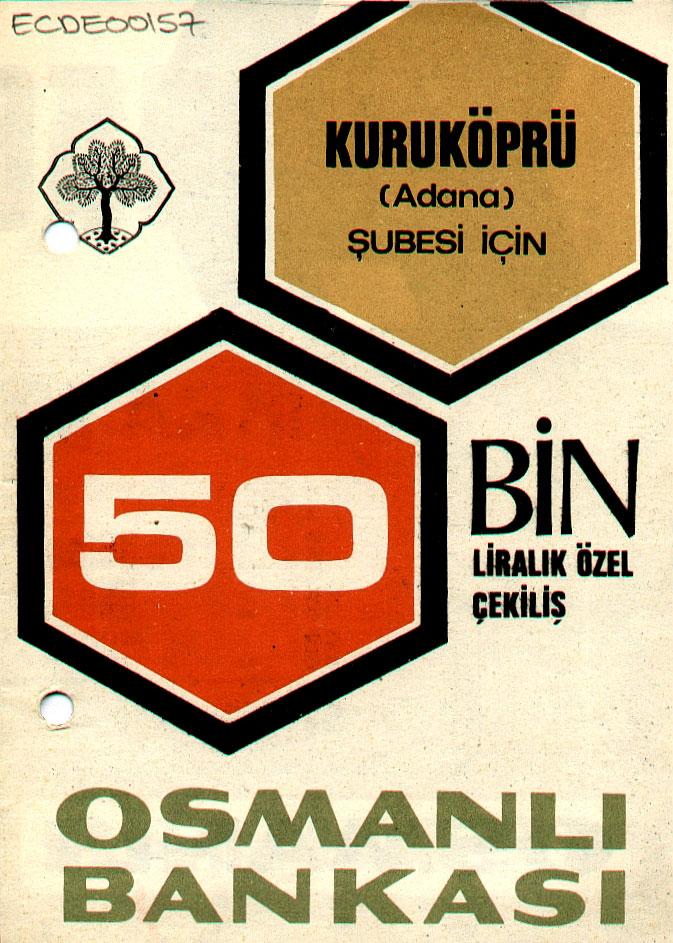 ECDE00157
KURUKÖPRÜ
(Adana)
ŞUBESİ İÇİN
50
BİN
LİRALIK ÖZEL
ÇEKİLİŞ
OSMANLI
BANKASI